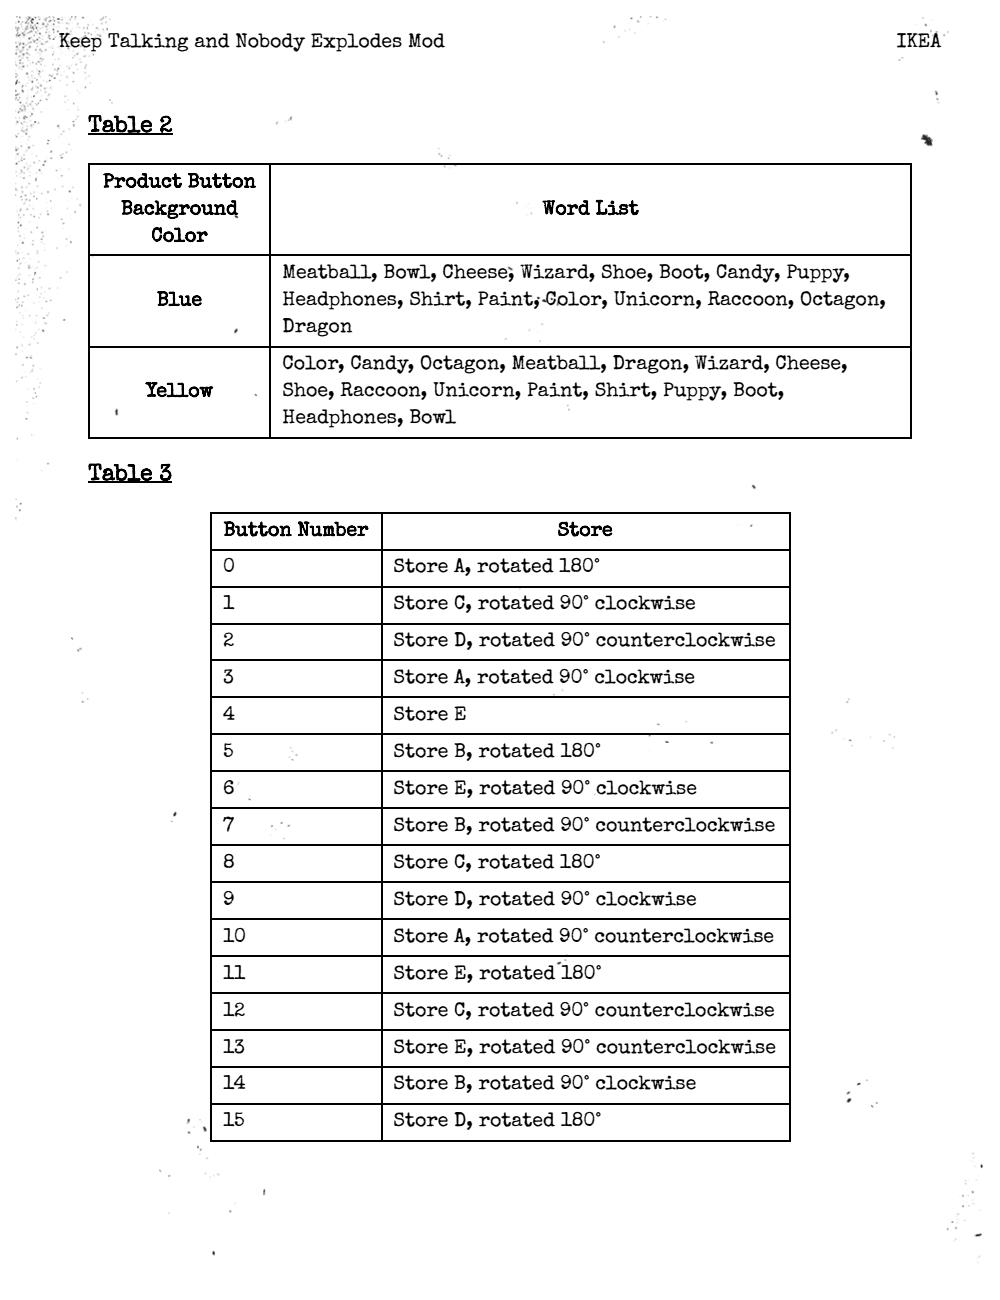 Keep Talking and Nobody Explodes Mod IKEA
Table 2
Product Button
Background
Color
Word List
Blue
Meatball, Bowl, Cheese, Wizard, Shoe, Boot, Candy, Puppy,
Headphones, Shirt, Paint, Color, Unicorn, Raccoon, Octagon,
Dragon
Yellow
Color, Candy, Octagon, Meatball, Dragon, Wizard, Cheese,
Shoe, Raccoon, Unicorn, Paint, Shirt, Puppy, Boot,
Headphones, Bowl
Table 3
Button Number Store
0 Store A, rotated 180°
1 Store C, rotated 90° clockwise
2 Store D, rotated 90° counterclockwise
3 Store A, rotated 90° clockwise
4 Store E
5 Store B, rotated 180°
6 Store E, rotated 90° clockwise
7 Store B, rotated 90° counterclockwise
8 Store C, rotated 180°
9 Store D, rotated 90° clockwise
10 Store A, rotated 90° counterclockwise
11 Store E, rotated 180°
12 Store C, rotated 90° counterclockwise
13 Store E, rotated 90° counterclockwise
14 Store B, rotated 90° clockwise
15 Store D, rotated 180°